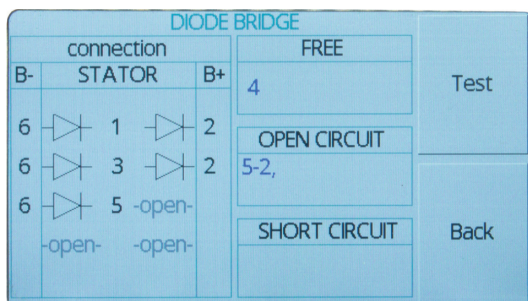 DIODE BRIDGE
connection
B- STATOR B+
6 1 2
6 3 2
6 5 -open-
-open- -open-
FREE
4
OPEN CIRCUIT
5-2,
SHORT CIRCUIT
Test
Back